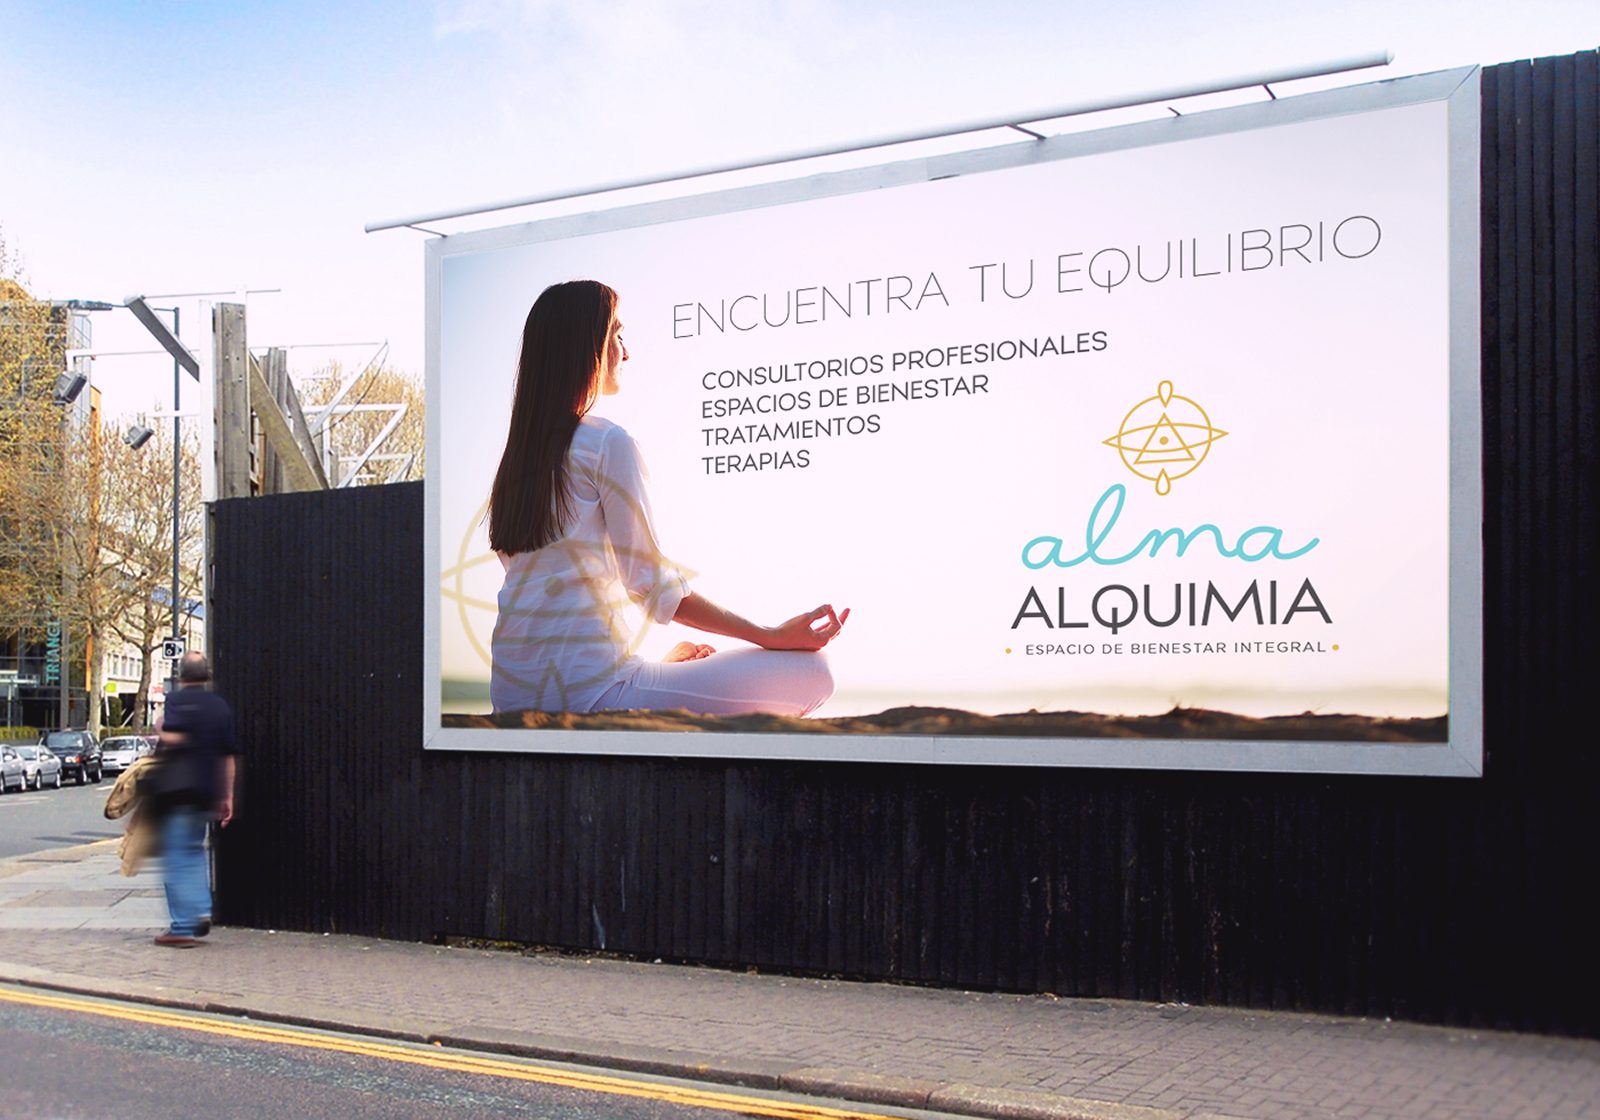 ENCUENTRA TU EQUILIBRIO
CONSULTORIOS PROFESIONALES
ESPACIOS DE BIENESTAR
TRATAMIENTOS
TERAPIAS
alma
ALQUIMIA
• ESPACIO DE BIENESTAR INTEGRAL •